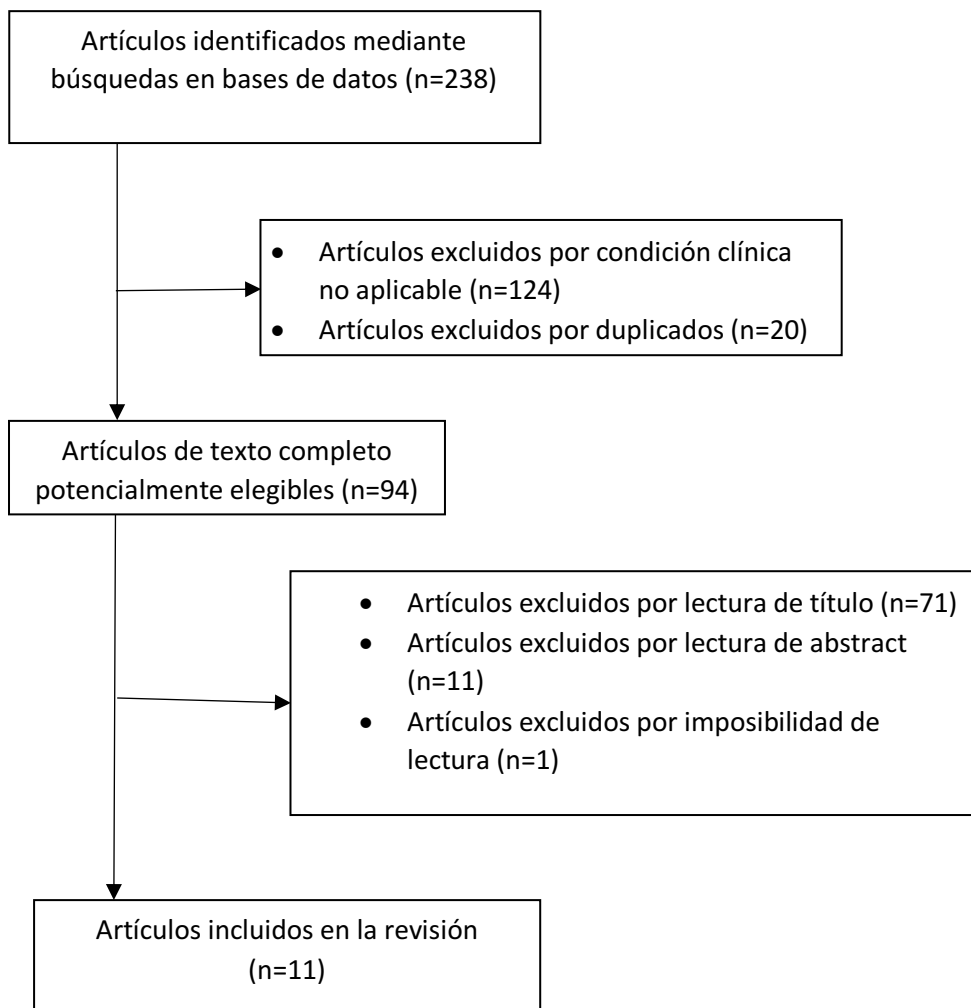 Artículos identificados mediante
búsquedas en bases de datos (n=238)
• Artículos excluidos por condición clínica
no aplicable (n=124)
• Artículos excluidos por duplicados (n=20)
Artículos de texto completo
potencialmente elegibles (n=94)
• Artículos excluidos por lectura de título (n=71)
• Artículos excluidos por lectura de abstract
(n=11)
• Artículos excluidos por imposibilidad de
lectura (n=1)
Artículos incluidos en la revisión
(n=11)